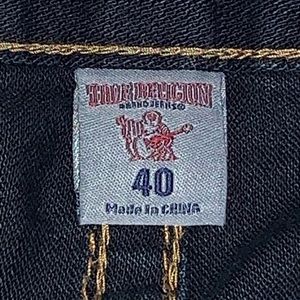 TRUE RELIGION
BRAND JEANS
40
Made in CHINA